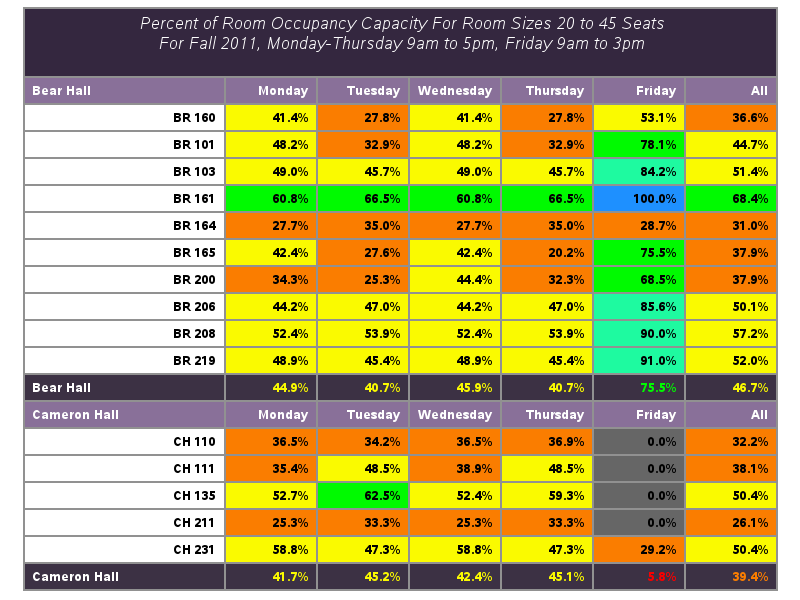 Percent of Room Occupancy Capacity For Room Sizes 20 to 45 Seats
For Fall 2011, Monday-Thursday 9am to 5pm, Friday 9am to 3pm
Bear Hall Monday Tuesday Wednesday Thursday Friday All
BR 160 41.4% 27.8% 41.4% 27.8% 53.1% 36.6%
BR 101 48.2% 32.9% 48.2% 32.9% 78.1% 44.7%
BR 103 49.0% 45.7% 49.0% 45.7% 84.2% 51.4%
BR 161 60.8% 66.5% 60.8% 66.5% 100.0% 68.4%
BR 164 27.7% 35.0% 27.7% 35.0% 28.7% 31.0%
BR 165 42.4% 27.6% 42.4% 20.2% 75.5% 37.9%
BR 200 34.3% 25.3% 44.4% 32.3% 68.5% 37.9%
BR 206 44.2% 47.0% 44.2% 47.0% 85.6% 50.1%
BR 208 52.4% 53.9% 52.4% 53.9% 90.0% 57.2%
BR 219 48.9% 45.4% 48.9% 45.4% 91.0% 52.0%
Bear Hall 44.9% 40.7% 45.9% 40.7% 75.5% 46.7%
Cameron Hall Monday Tuesday Wednesday Thursday Friday All
CH 110 36.5% 34.2% 36.5% 36.9% 0.0% 32.2%
CH 111 35.4% 48.5% 38.9% 48.5% 0.0% 38.1%
CH 135 52.7% 62.5% 52.4% 59.3% 0.0% 50.4%
CH 211 25.3% 33.3% 25.3% 33.3% 0.0% 26.1%
CH 231 58.8% 47.3% 58.8% 47.3% 29.2% 50.4%
Cameron Hall 41.7% 45.2% 42.4% 45.1% 5.8% 39.4%